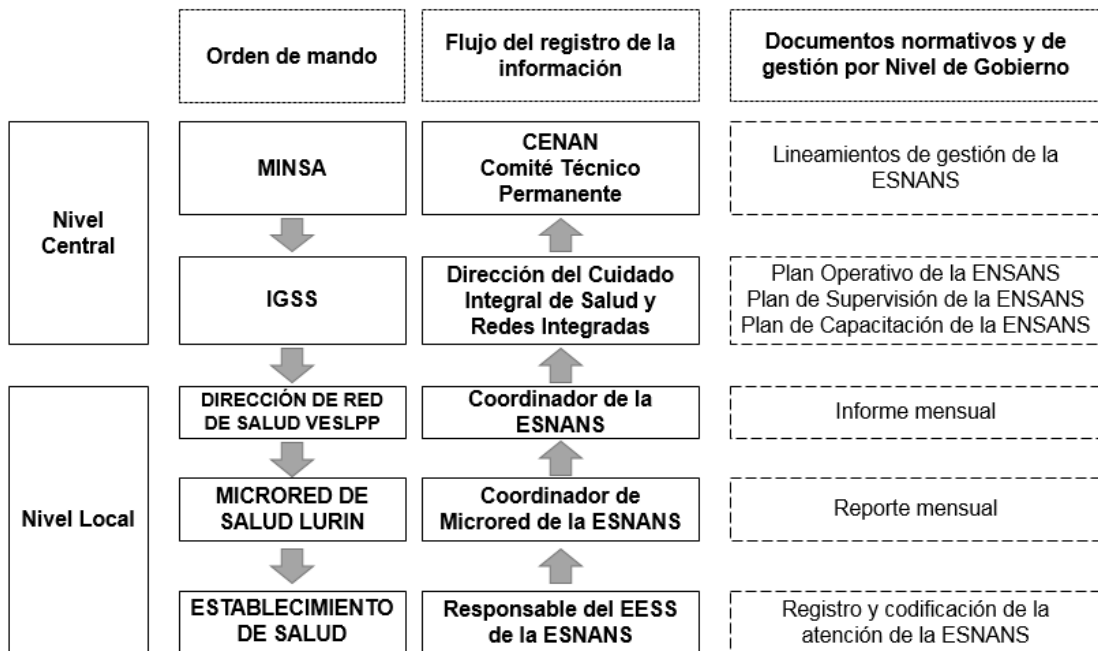 Orden de mando
Flujo del registro de la
información
Documentos normativos y de
gestión por Nivel de Gobierno
Nivel
Central
MINSA
CENAN
Comité Técnico
Permanente
Lineamientos de gestión de la
ESNANS
IGSS
Dirección del Cuidado
Integral de Salud y
Redes Integradas
Plan Operativo de la ENSANS
Plan de Supervisión de la ENSANS
Plan de Capacitación de la ENSANS
Nivel Local
DIRECCIÓN DE RED
DE SALUD VESLPP
Coordinador de la
ESNANS
Informe mensual
MICRORED DE
SALUD LURIN
Coordinador de
Microred de la ESNANS
Reporte mensual
ESTABLECIMIENTO
DE SALUD
Responsable del EESS
de la ESNANS
Registro y codificación de la
atención de la ESNANS